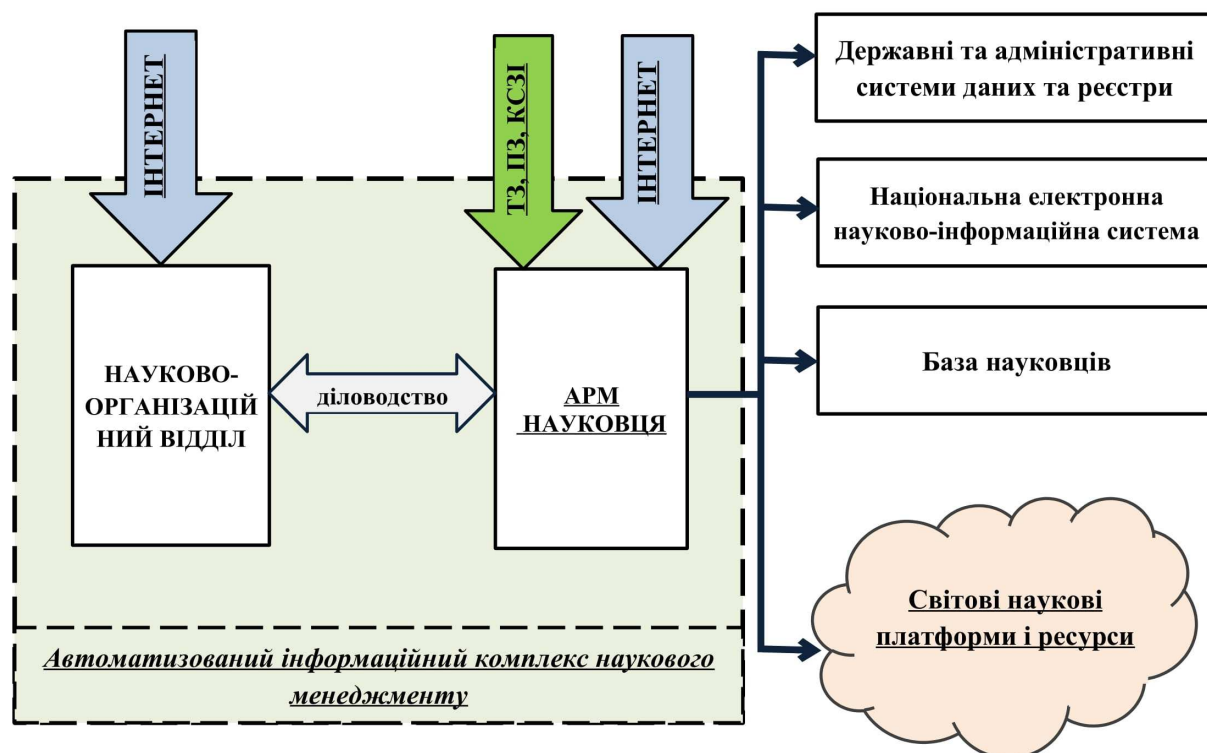 ІНТЕРНЕТ
ТЗ, ПЗ, КСЗІ
ІНТЕРНЕТ
Державні та адміністративні
системи даних та реєстри
Національна електронна
науково-інформаційна система
База науковців
НАУКОВО-
ОРГАНІЗАЦІЙ
НИЙ ВІДДІЛ
діловодство
АРМ
НАУКОВЦЯ
Світові наукові
платформи і ресурси
Автоматизований інформаційний комплекс наукового
менеджменту